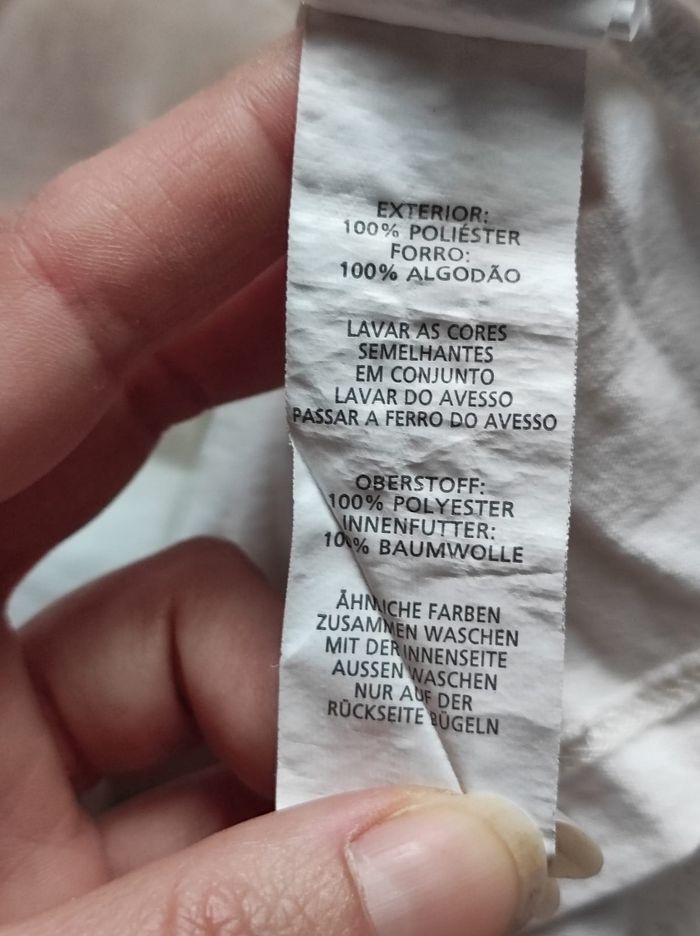 EXTERIOR:
100% POLIÉSTER
FORRO:
100% ALGODÃO
LAVAR AS CORES
SEMELHANTES
EM CONJUNTO
LAVAR DO AVESSO
PASSAR A FERRO DO AVESSO
OBERSTOFF:
100% POLYESTER
INNENFUTTER:
100% BAUMWOLLE
ÄHNLICHE FARBEN
ZUSAMMEN WASCHEN
MIT DER INNENSEITE
AUSSEN WASCHEN
NUR AUF DER
RÜCKSEITE BÜGELN